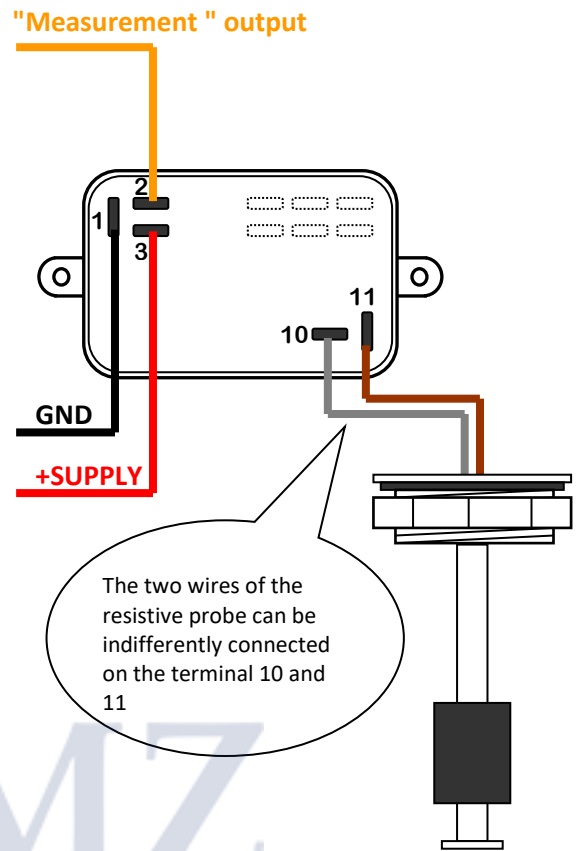 "Measurement " output
2
1
3
11
10
GND
+SUPPLY
The two wires of the
resistive probe can be
indifferently connected
on the terminal 10 and
11
MZ